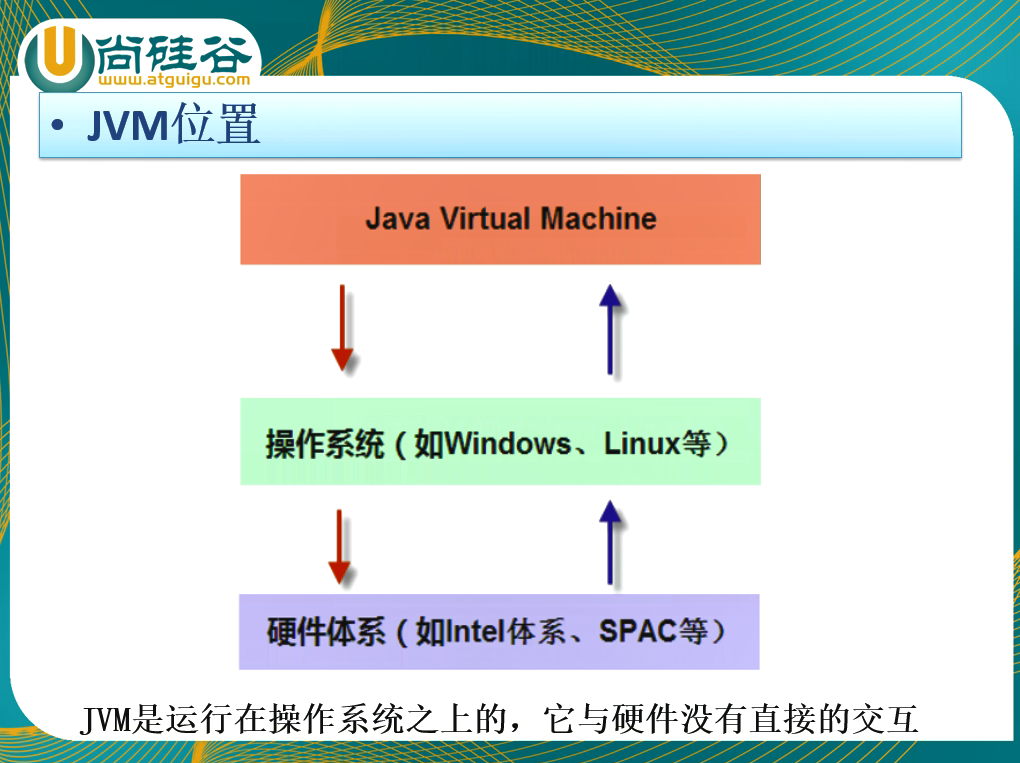 尚硅谷
www.atguigu.com
• JVM位置
Java Virtual Machine
操作系统（如Windows、Linux等）
硬件体系（如Intel体系、SPAC等）
JVM是运行在操作系统之上的，它与硬件没有直接的交互